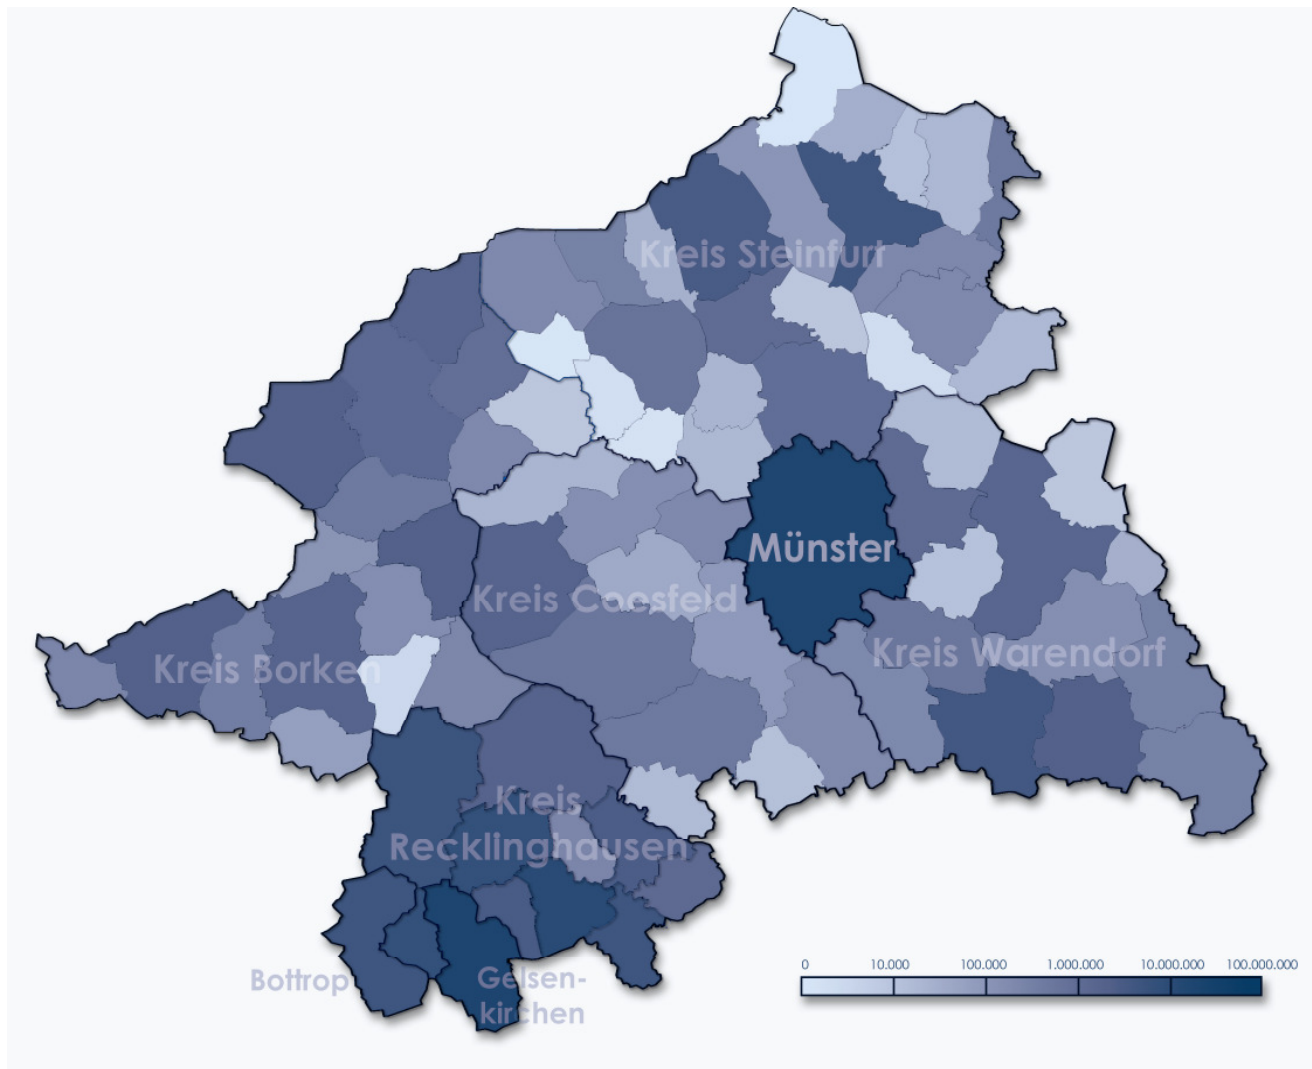 Kreis Steinfurt
Münster
Kreis Coesfeld
Kreis Warendorf
Kreis Borken
Kreis
Recklinghausen
Bottrop
Gelsen-
kirchen
0 10.000 100.000 1.000.000 10.000.000 100.000.000